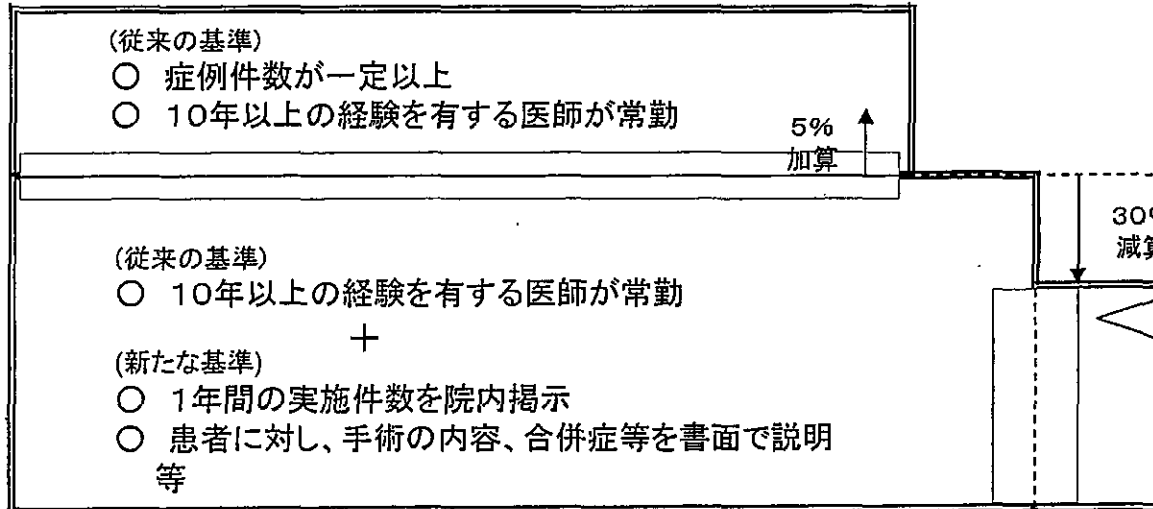 (従来の基準)
○ 症例件数が一定以上
○ 10年以上の経験を有する医師が常勤
5%
加算
30%
減算
(従来の基準)
○ 10年以上の経験を有する医師が常勤
+
(新たな基準)
○ 1年間の実施件数を院内掲示
○ 患者に対し、手術の内容、合併症等を書面で説明
等